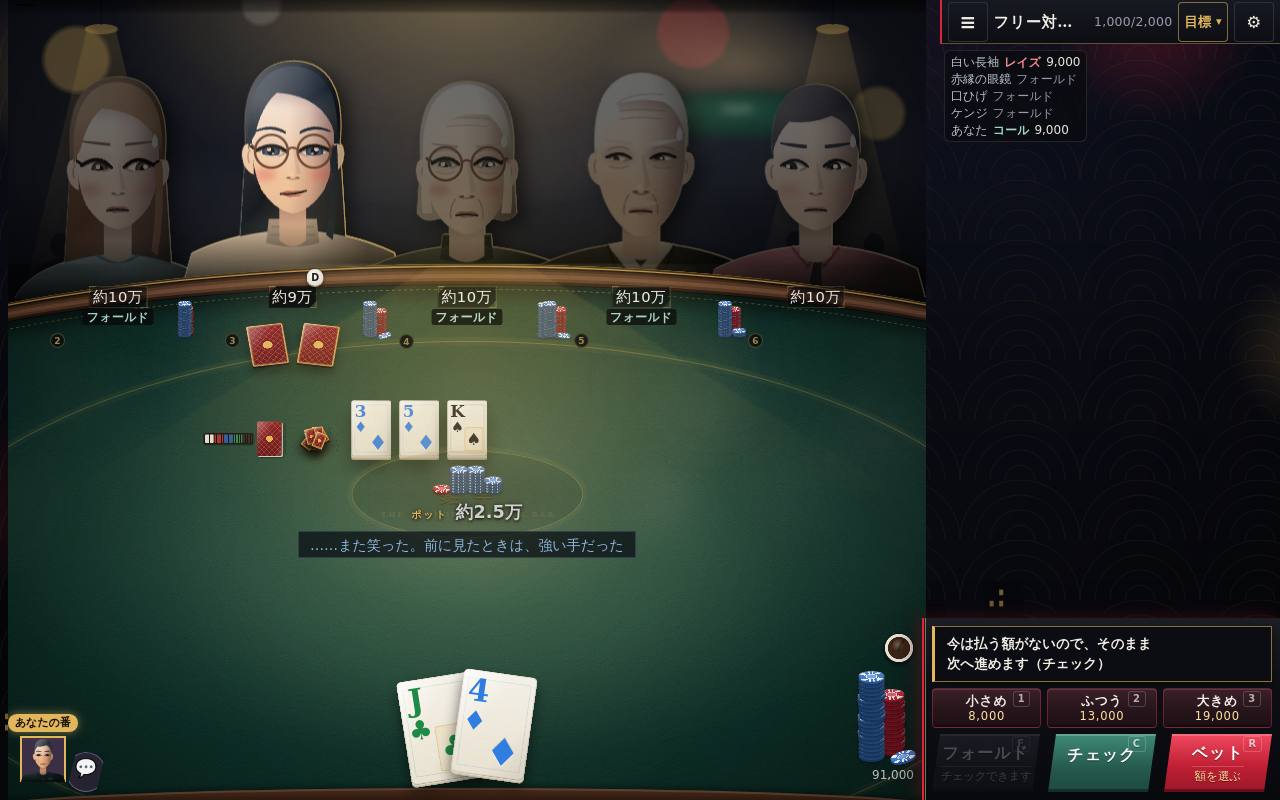 フリー対… 1,000/2,000 目標▾
白い長袖 レイズ 9,000
赤縁の眼鏡 フォールド
口ひげ フォールド
ケンジ フォールド
あなた コール 9,000
D
約10万 約9万 約10万 約10万 約10万
フォールド フォールド フォールド
2 3 4 5 6
3 5 K
ポット 約2.5万
……また笑った。前に見たときは、強い手だった
J 4
あなたの番
91,000
今は払う額がないので、そのまま
次へ進めます（チェック）
小さめ 1 ふつう 2 大きめ 3
8,000 13,000 19,000
フォールド F チェック C ベット R
チェックできます 額を選ぶ